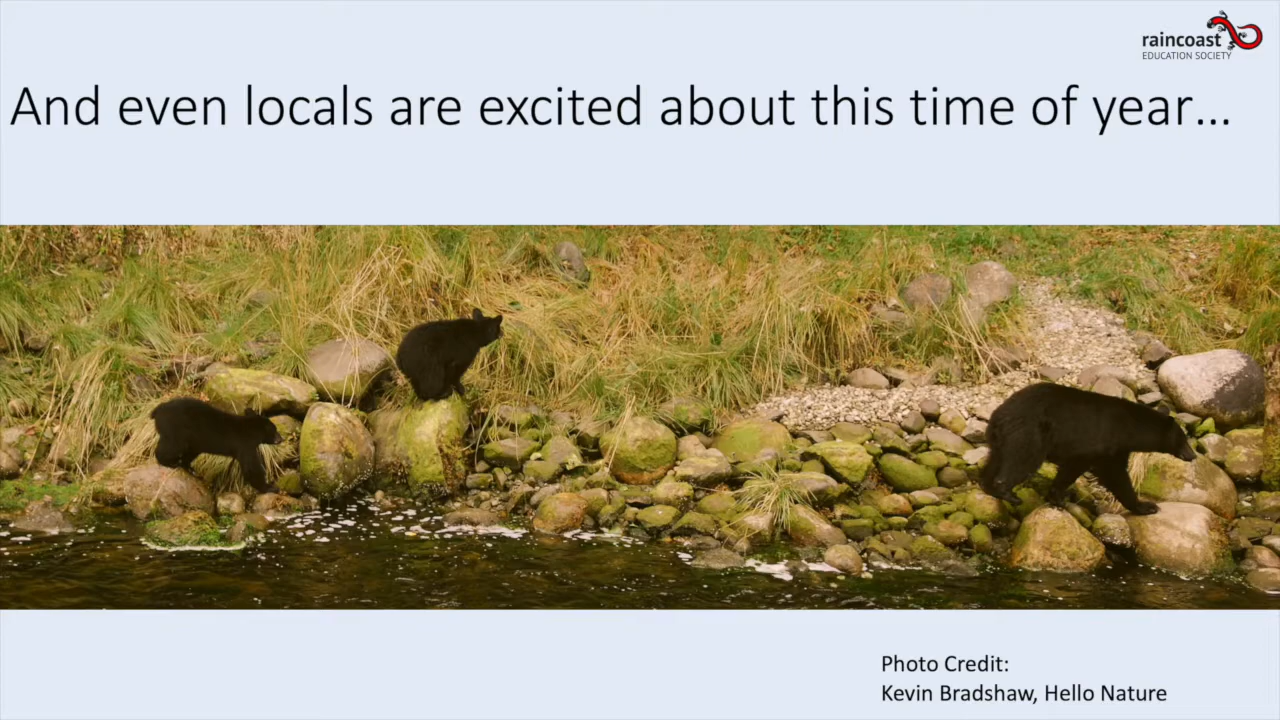 raincoast
EDUCATION SOCIETY
And even locals are excited about this time of year...
Photo Credit:
Kevin Bradshaw, Hello Nature